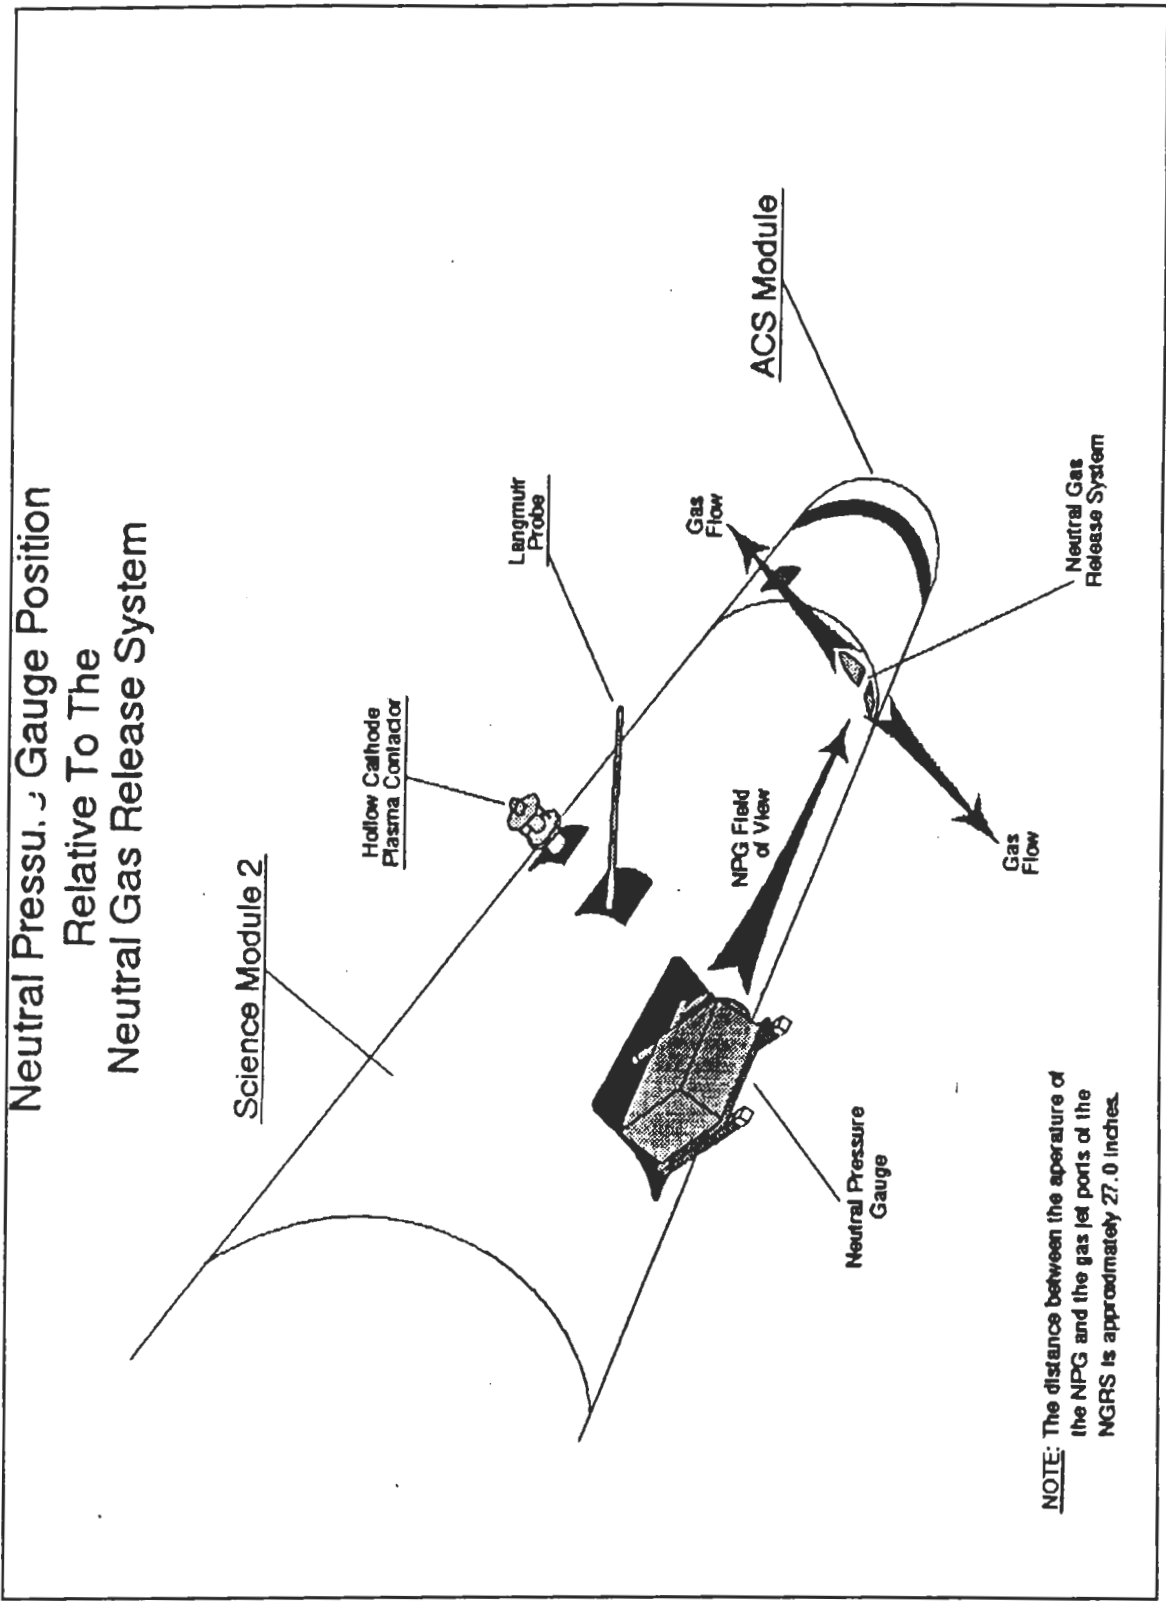 Neutral Pressu.. Gauge Position
Relative To The
Neutral Gas Release System
Science Module 2
Hollow Cathode
Plasma Contactor
Langmuir
Probe
ACS Module
Gas
Flow
NPG Field
of View
Gas
Flow
Neutral Gas
Release System
Neutral Pressure
Gauge
NOTE: The distance between the aperature of
the NPG and the gas jet ports of the
NGRS is approximately 27.0 inches.